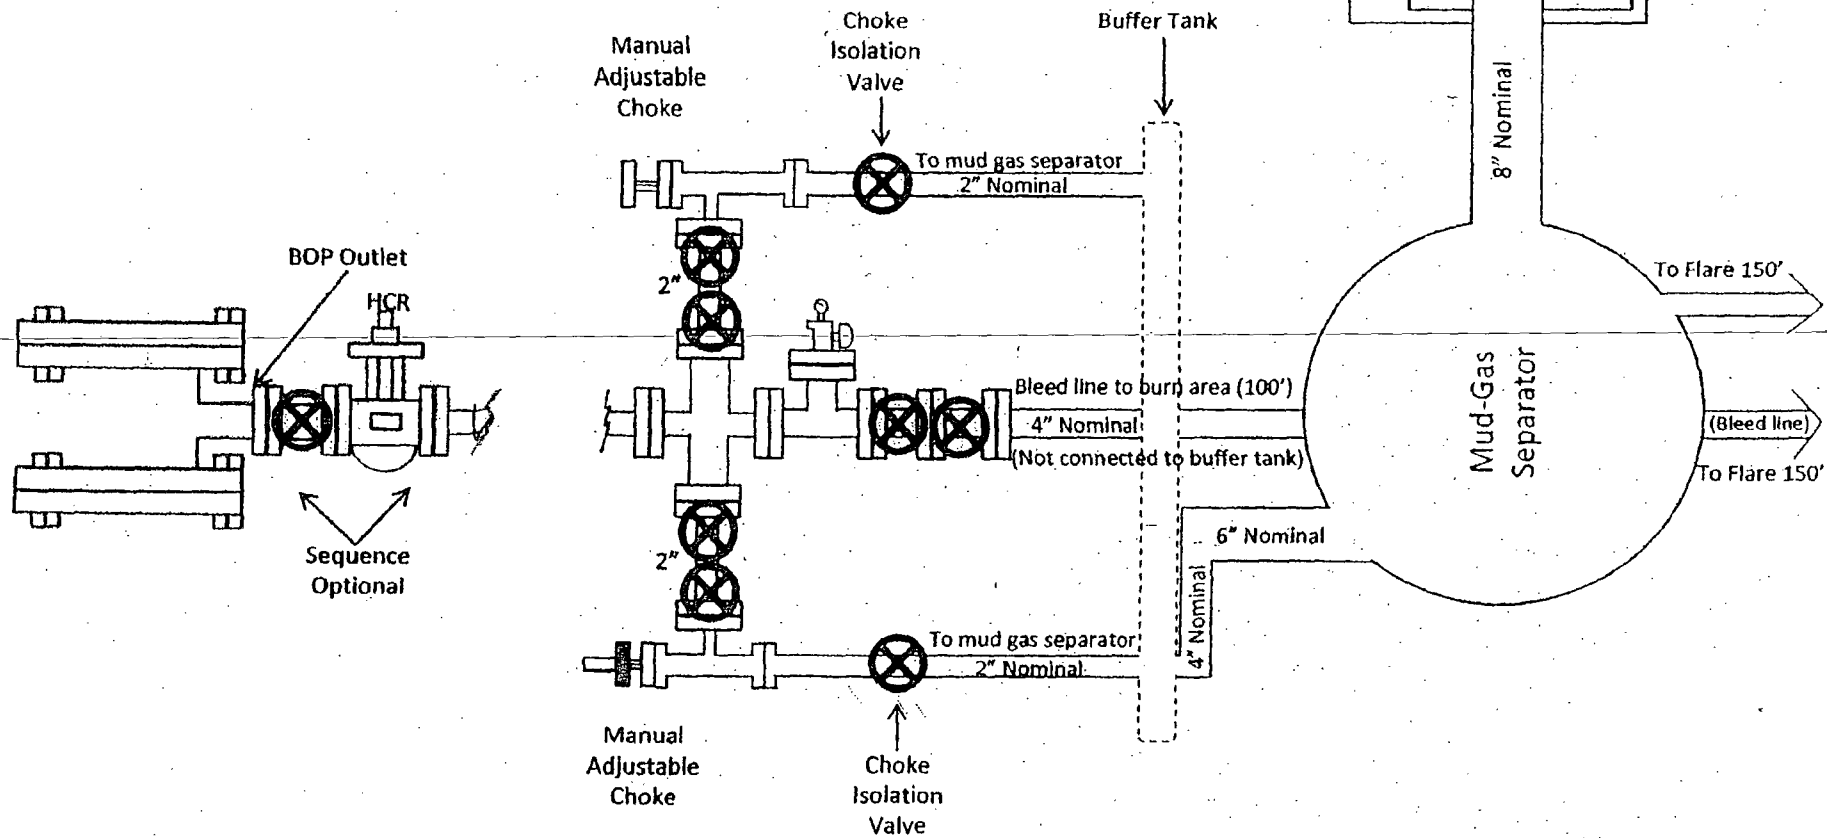 Choke
Isolation
Valve
Buffer Tank
Manual
Adjustable
Choke
8" Nominal
To mud gas separator
2" Nominal
BOP Outlet
HCR
2"
To Flare 150'
Bleed line to burn area (100')
4" Nominal
(Not connected to buffer tank)
Mud-Gas
Separator
(Bleed line)
To Flare 150'
Sequence
Optional
2"
6" Nominal
4" Nominal
To mud gas separator
2" Nominal
Manual
Adjustable
Choke
Choke
Isolation
Valve